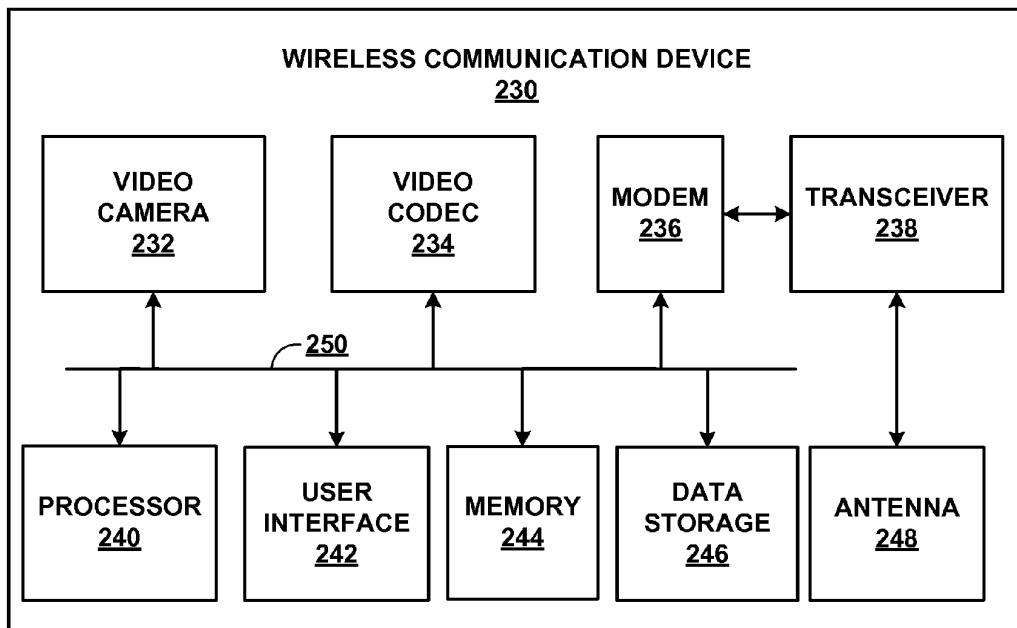 WIRELESS COMMUNICATION DEVICE
230
VIDEO
CAMERA
232
VIDEO
CODEC
234
MODEM
236
TRANSCEIVER
238
250
PROCESSOR
240
USER
INTERFACE
242
MEMORY
244
DATA
STORAGE
246
ANTENNA
248